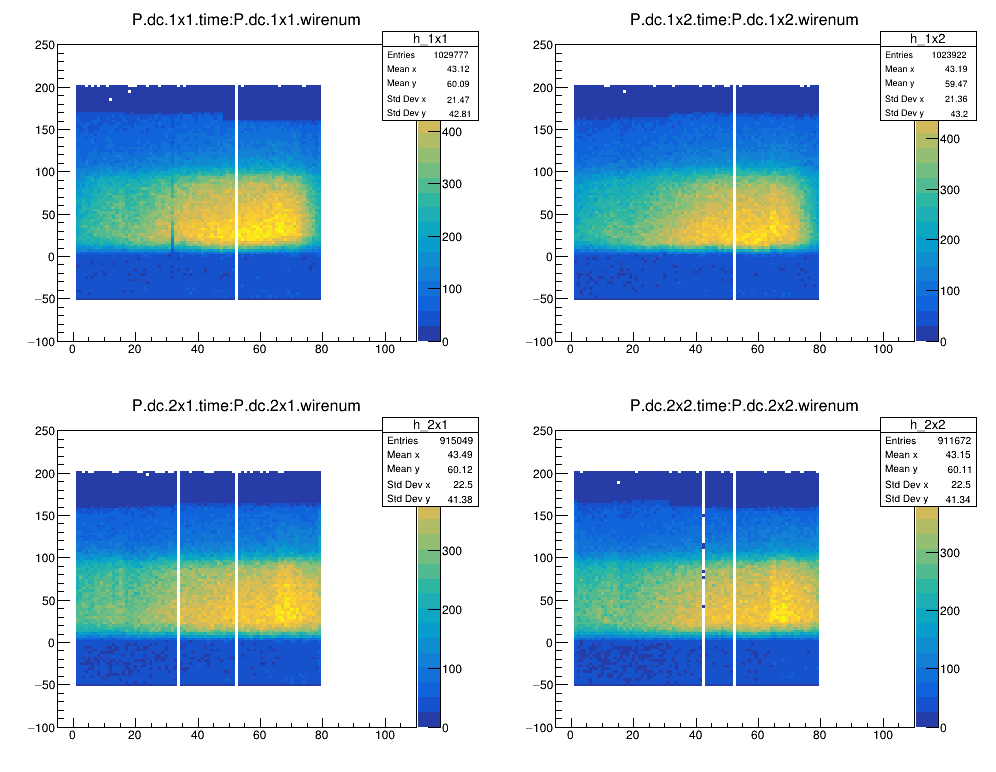 P.dc.1x1.time:P.dc.1x1.wirenum
h_1x1
Entries 1029777
Mean x 43.12
Mean y 60.09
Std Dev x 21.47
Std Dev y 42.81
250
200
150
100
50
0
−50
−100
0 20 40 60 80 100
400
300
200
100
0
P.dc.1x2.time:P.dc.1x2.wirenum
h_1x2
Entries 1023922
Mean x 43.19
Mean y 59.47
Std Dev x 21.36
Std Dev y 43.2
250
200
150
100
50
0
−50
−100
0 20 40 60 80 100
400
300
200
100
0
P.dc.2x1.time:P.dc.2x1.wirenum
h_2x1
Entries 915049
Mean x 43.49
Mean y 60.12
Std Dev x 22.5
Std Dev y 41.38
250
200
150
100
50
0
−50
−100
0 20 40 60 80 100
300
200
100
0
P.dc.2x2.time:P.dc.2x2.wirenum
h_2x2
Entries 911672
Mean x 43.15
Mean y 60.11
Std Dev x 22.5
Std Dev y 41.34
250
200
150
100
50
0
−50
−100
0 20 40 60 80 100
300
200
100
0